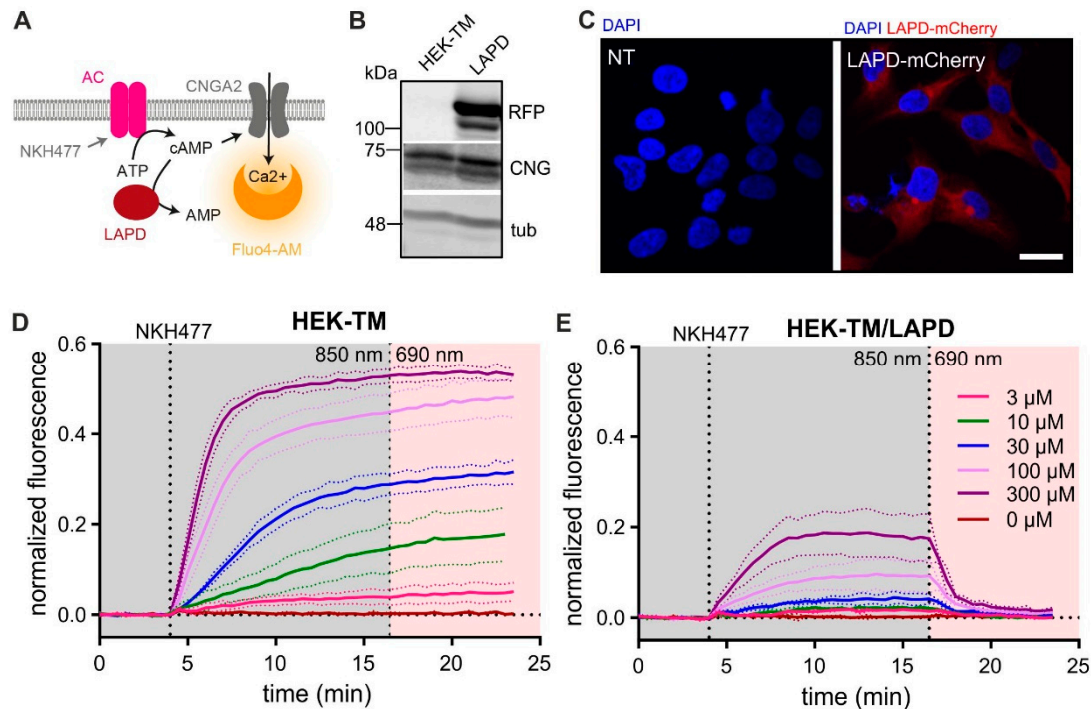 A
AC
CNGA2
NKH477
ATP
cAMP
Ca2+
LAPD
AMP
Fluo4-AM
B
HEK-TM
LAPD
kDa
RFP
100
75
CNG
48
tub
C
DAPI
DAPI LAPD-mCherry
NT
LAPD-mCherry
D
NKH477
HEK-TM
850 nm
690 nm
normalized fluorescence
0.6
0.4
0.2
0.0
0
5
10
15
20
25
time (min)
E
NKH477
HEK-TM/LAPD
850 nm
690 nm
normalized fluorescence
0.6
0.4
0.2
0.0
3 µM
10 µM
30 µM
100 µM
300 µM
0 µM
0
5
10
15
20
25
time (min)